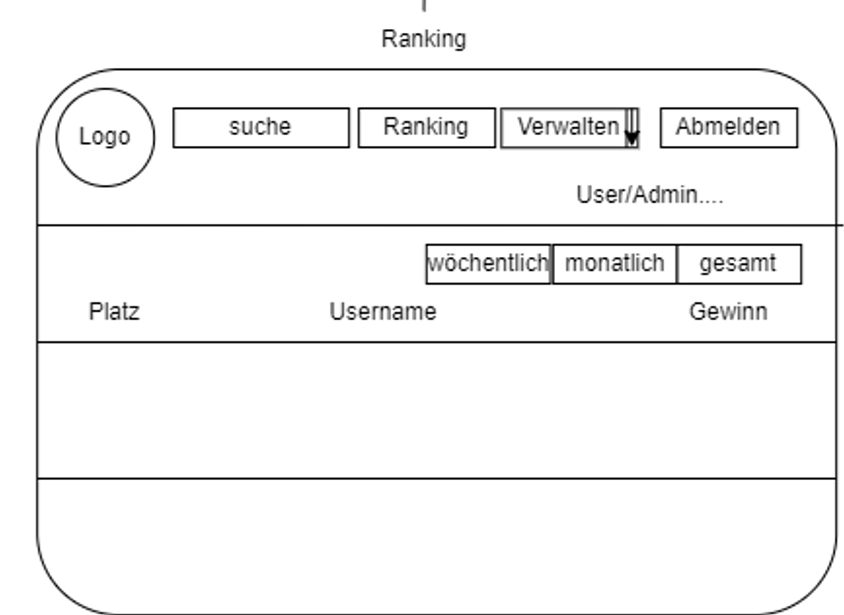 Ranking
Logo
suche
Ranking
Verwalten
Abmelden
User/Admin....
wöchentlich
monatlich
gesamt
Platz
Username
Gewinn